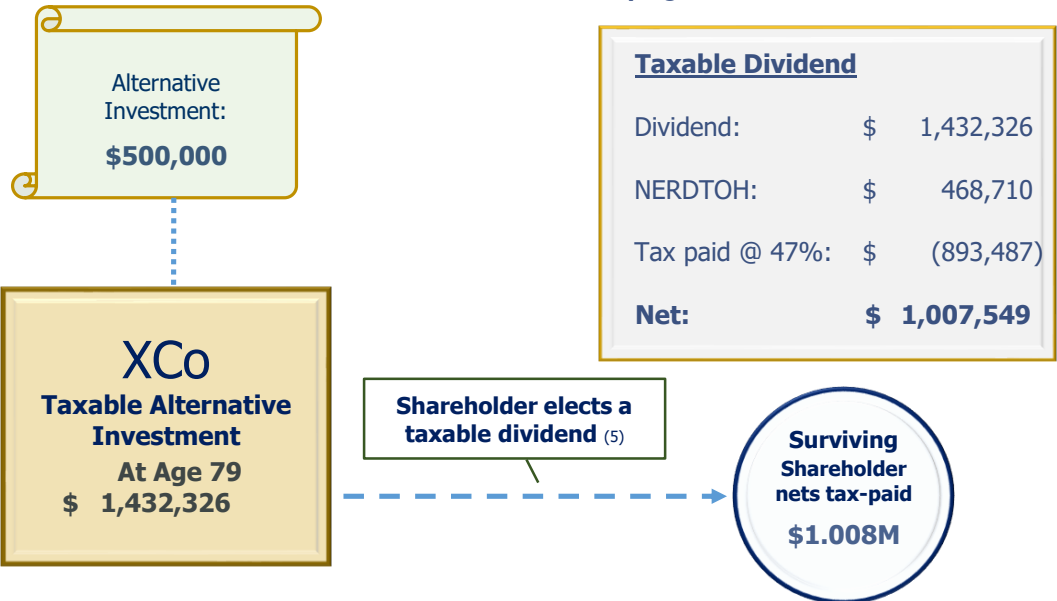 Alternative
Investment:
$500,000
Taxable Dividend
Dividend: $ 1,432,326
NERDTOH: $ 468,710
Tax paid @ 47%: $ (893,487)
Net: $ 1,007,549
XCo
Taxable Alternative
Investment
At Age 79
$ 1,432,326
Shareholder elects a
taxable dividend (5)
Surviving
Shareholder
nets tax-paid
$1.008M